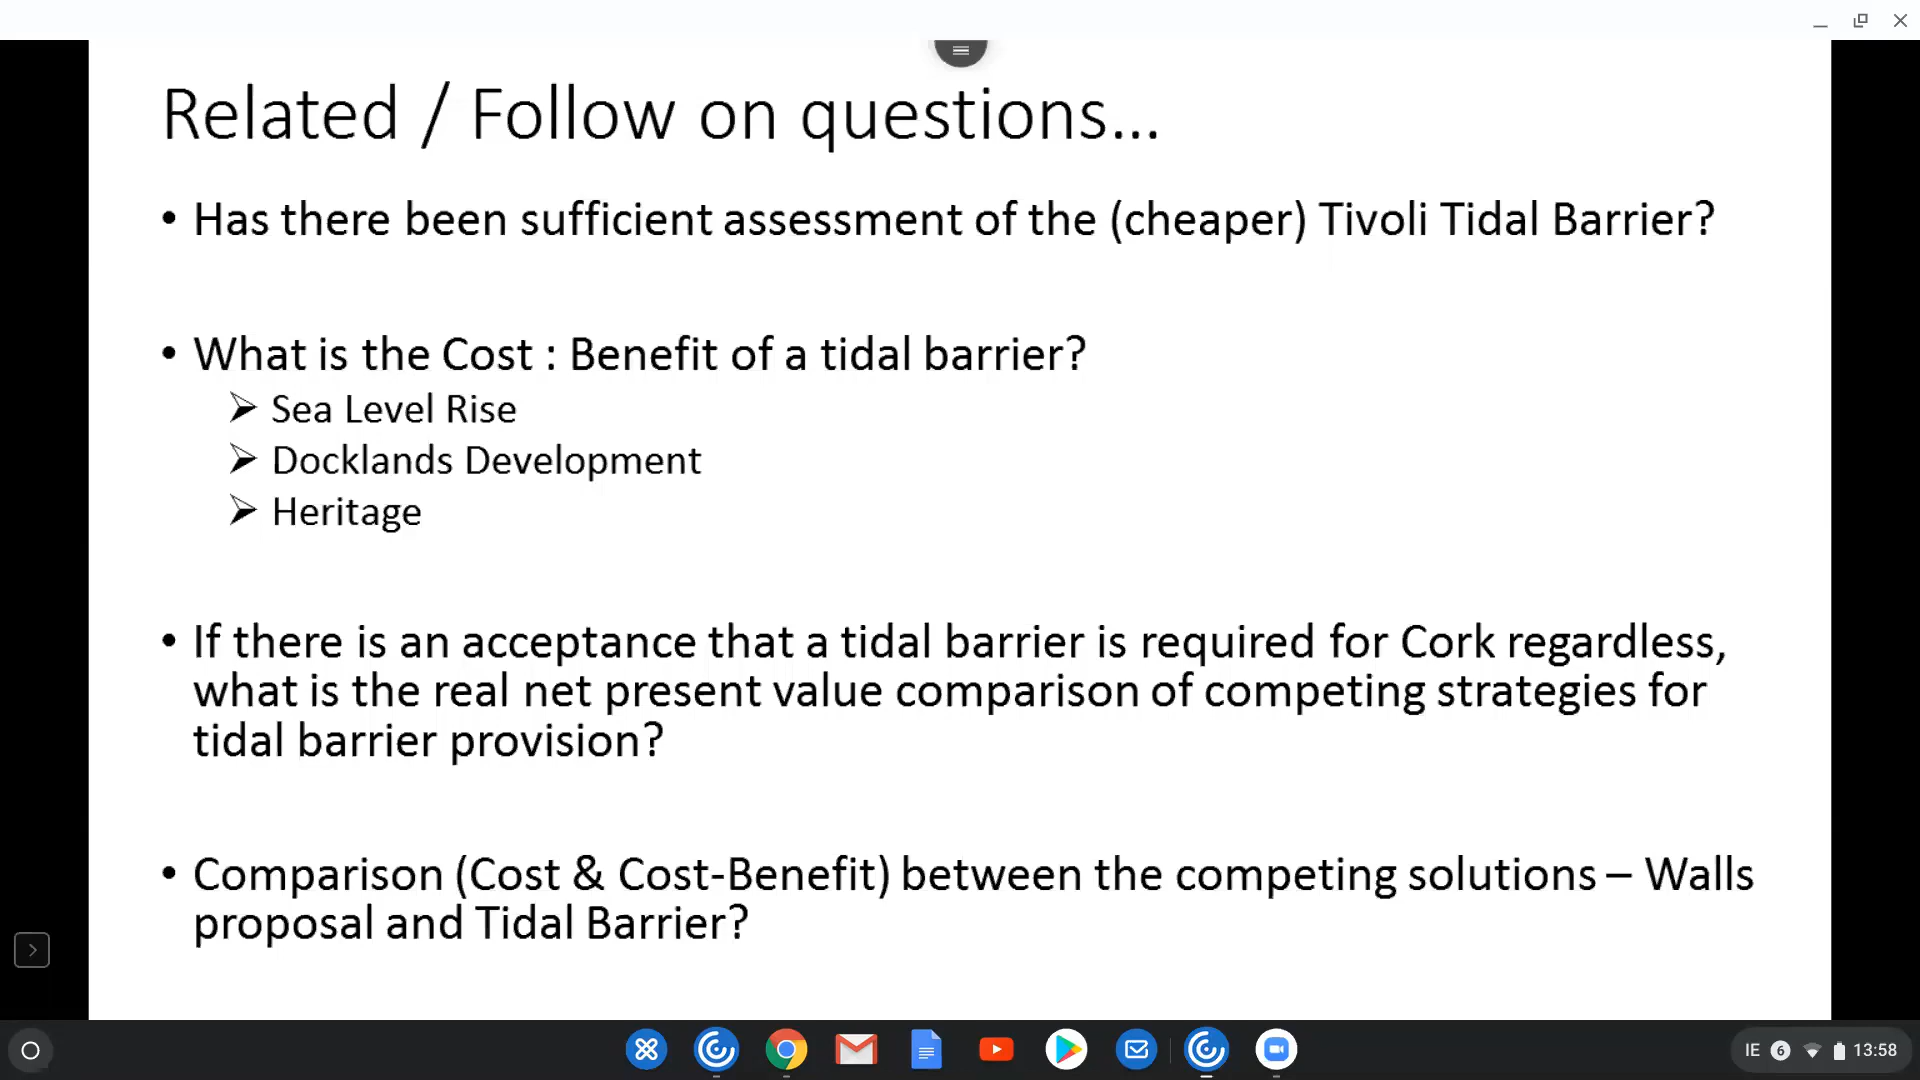 Related / Follow on questions...
• Has there been sufficient assessment of the (cheaper) Tivoli Tidal Barrier?
• What is the Cost : Benefit of a tidal barrier?
➢ Sea Level Rise
➢ Docklands Development
➢ Heritage
• If there is an acceptance that a tidal barrier is required for Cork regardless,
what is the real net present value comparison of competing strategies for
tidal barrier provision?
• Comparison (Cost & Cost-Benefit) between the competing solutions – Walls
proposal and Tidal Barrier?
IE 6 13:58